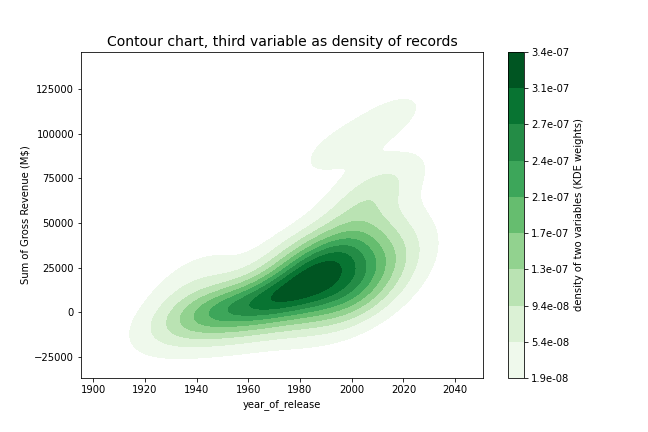 Contour chart, third variable as density of records
125000
100000
75000
50000
25000
0
−25000
Sum of Gross Revenue (M$)
1900 1920 1940 1960 1980 2000 2020 2040
year_of_release
3.4e-07
3.1e-07
2.7e-07
2.4e-07
2.1e-07
1.7e-07
1.3e-07
9.4e-08
5.4e-08
1.9e-08
density of two variables (KDE weights)